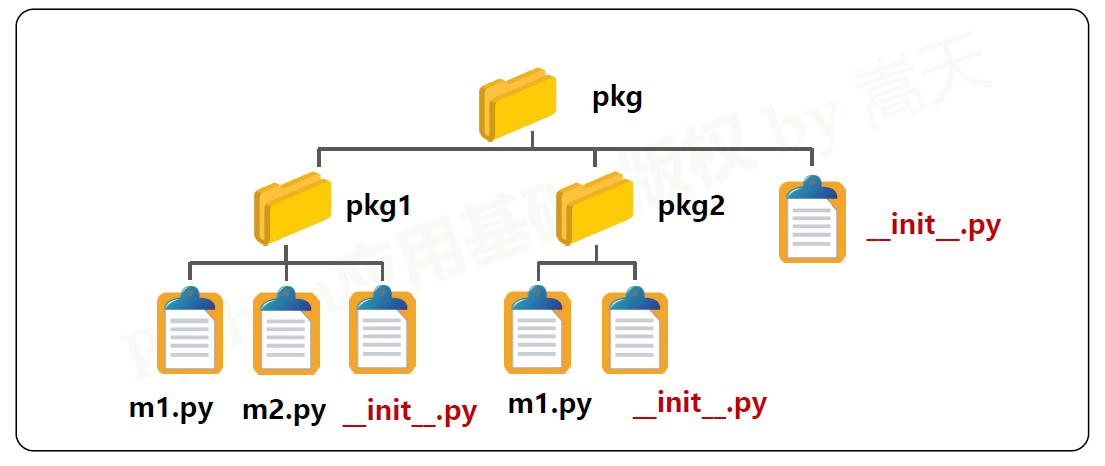 pkg
pkg1
pkg2
__init__.py
m1.py
m2.py
__init__.py
m1.py
__init__.py
Python应用基础 版权 by 嵩天